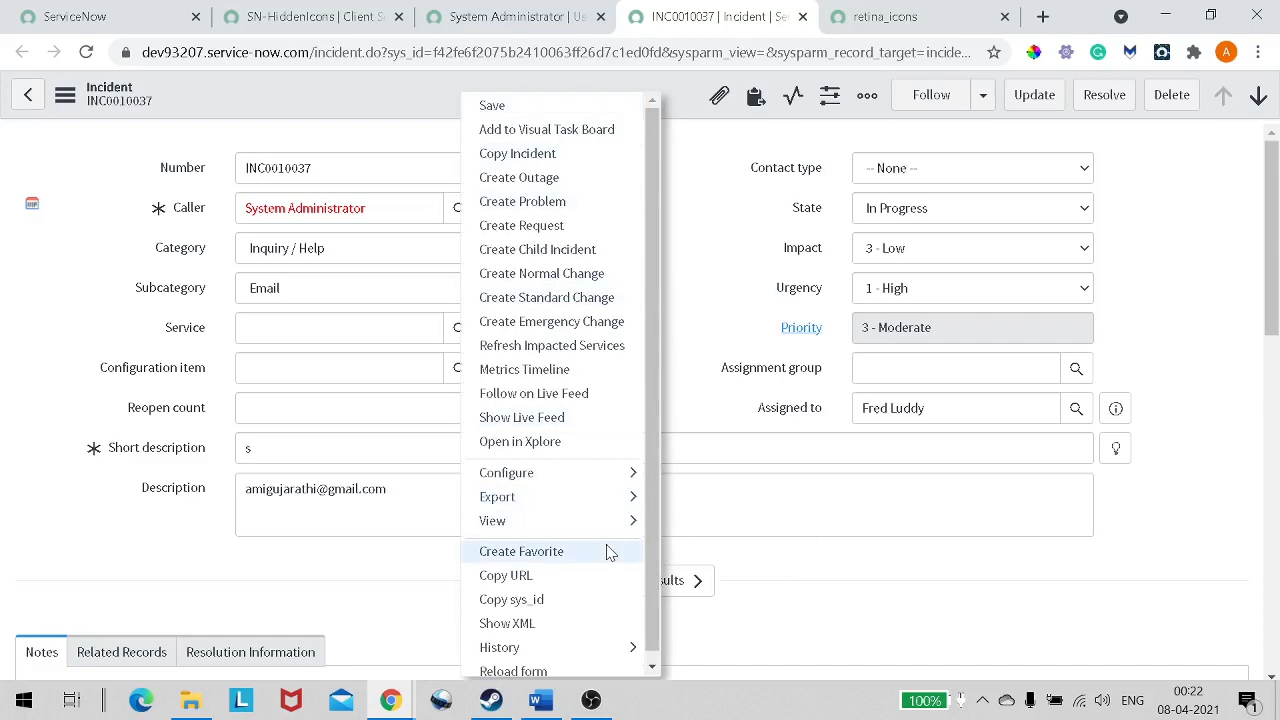 ServiceNow
SN-HiddenIcons | Client S
System Administrator | Us
INC0010037 | Incident | Ser
retina_icons
dev93207.service-now.com/incident.do?sys_id=f42fe6f2075b2410063ff26d7c1ed0fd&sysparm_view=&sysparm_record_target=incide...
A
Incident
INC0010037
Follow
Update
Resolve
Delete
Save
Add to Visual Task Board
Copy Incident
Create Outage
Create Problem
Create Request
Create Child Incident
Create Normal Change
Create Standard Change
Create Emergency Change
Refresh Impacted Services
Metrics Timeline
Follow on Live Feed
Show Live Feed
Open in Xplore
Configure
Export
View
Create Favorite
Copy URL
Copy sys_id
Show XML
History
Reload form
Number
INC0010037
Caller
System Administrator
Category
Inquiry / Help
Subcategory
Email
Service
Configuration item
Reopen count
Short description
s
Description
amigujarathi@gmail.com
Contact type
-- None --
State
In Progress
Impact
3 - Low
Urgency
1 - High
Priority
3 - Moderate
Assignment group
Assigned to
Fred Luddy
sults
Notes
Related Records
Resolution Information
L
100%
ENG
00:22
08-04-2021
1